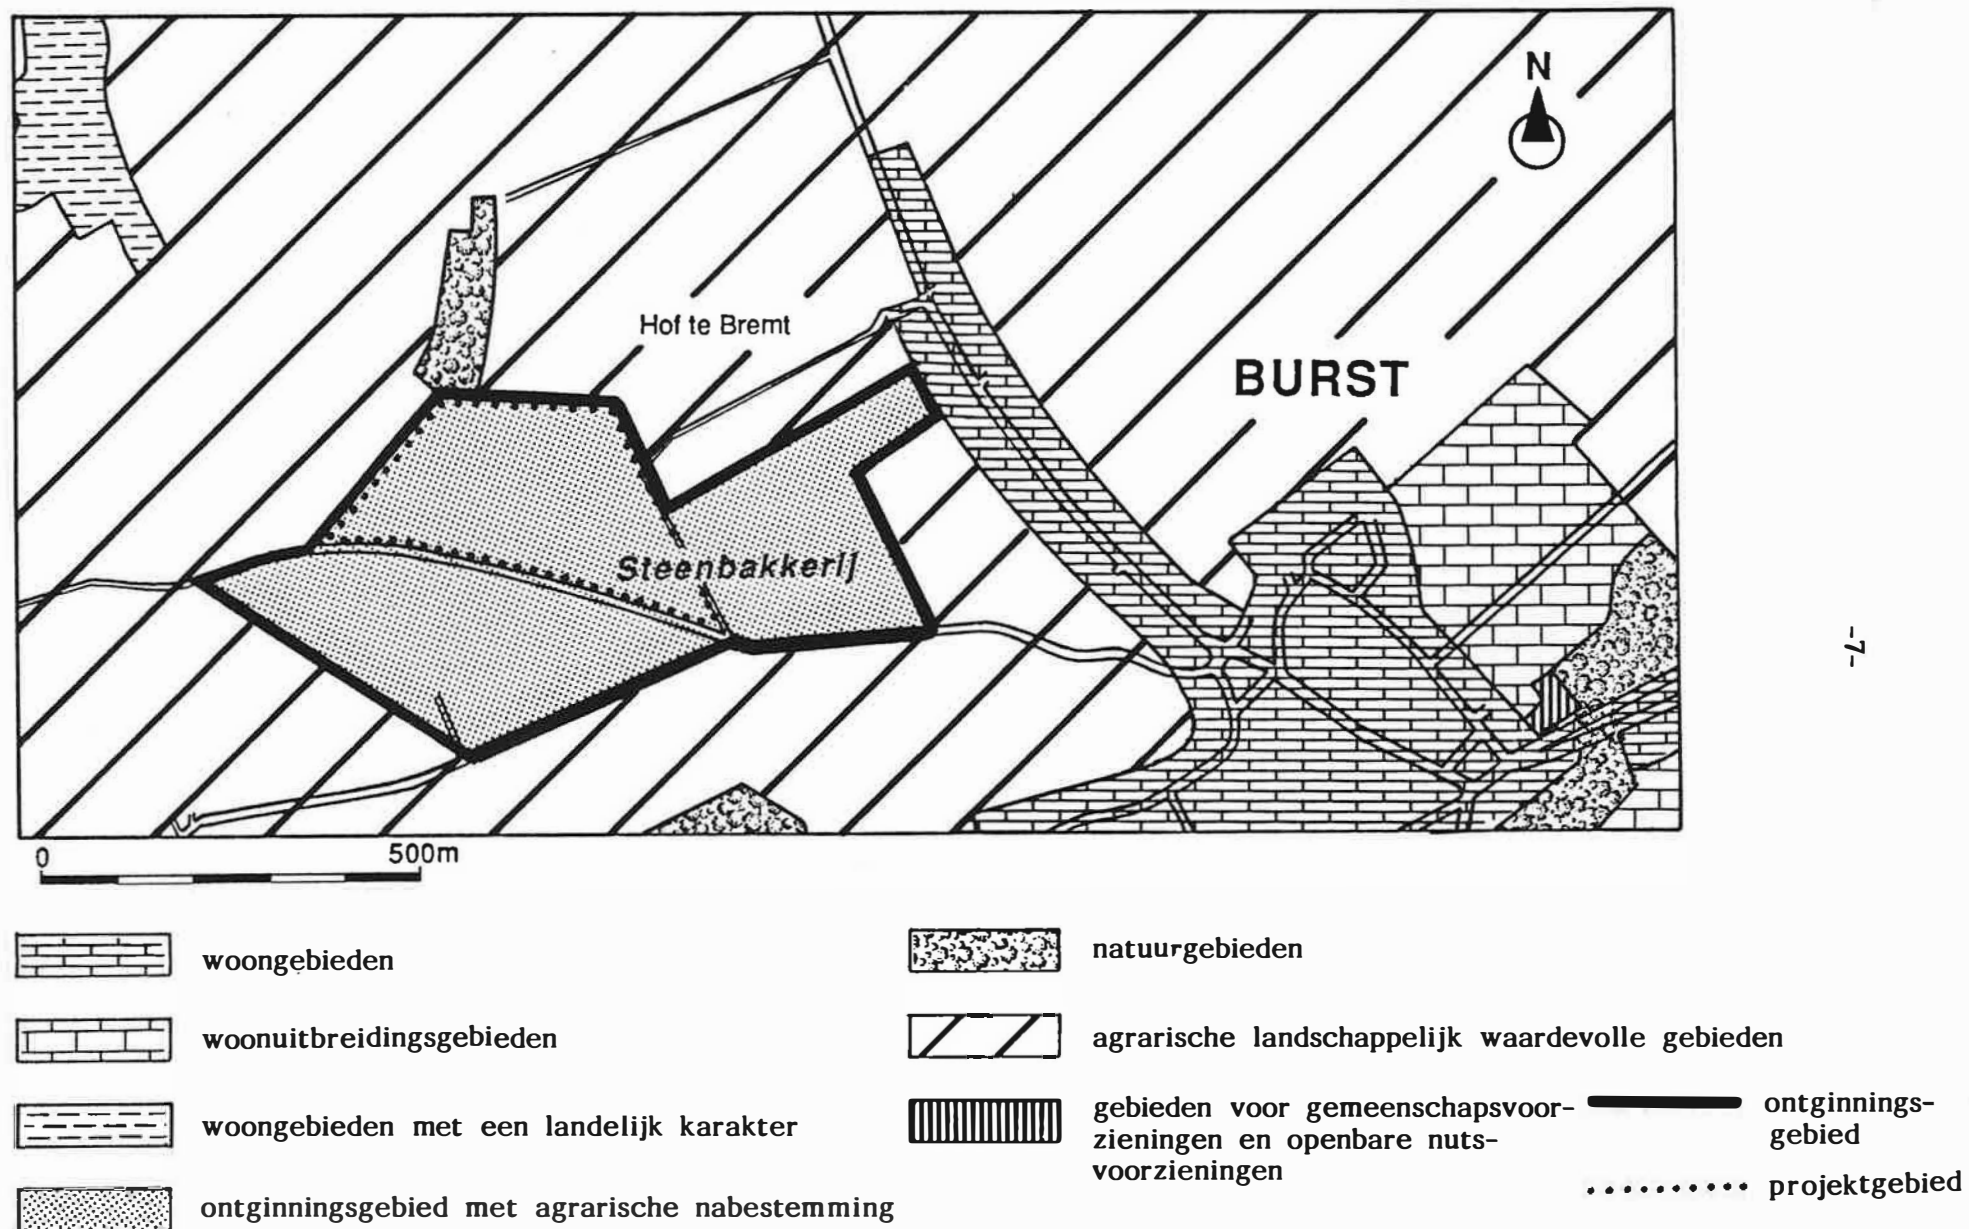 N
Hof te Bremt
BURST
Steenbakkerij
-7-
0 500m
woongebieden
woonuitbreidingsgebieden
woongebieden met een landelijk karakter
ontginningsgebied met agrarische nabestemming
natuurgebieden
agrarische landschappelijk waardevolle gebieden
gebieden voor gemeenschapsvoor-
zieningen en openbare nuts-
voorzieningen
ontginnings-
gebied
projektgebied